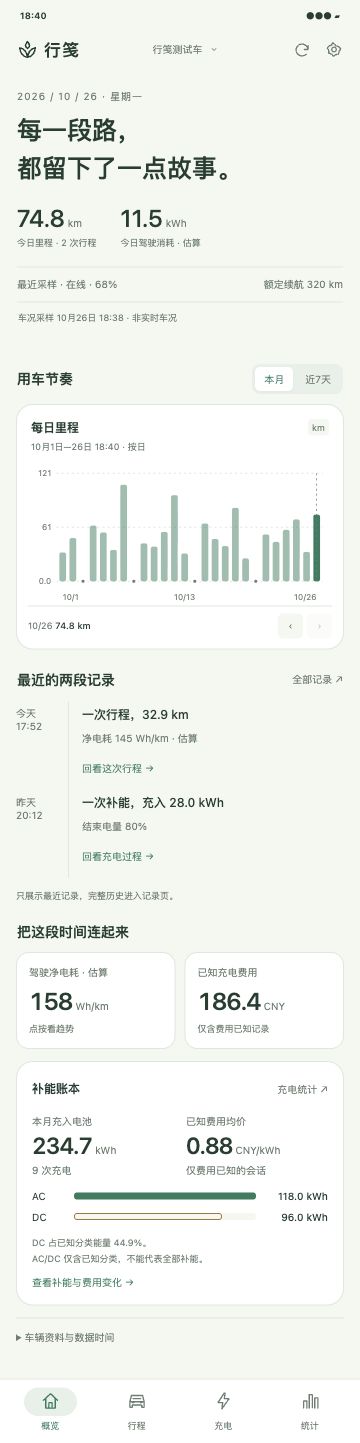 18:40
行笺
行笺测试车
2026 / 10 / 26 · 星期一
每一段路，
都留下了一点故事。
74.8 km
11.5 kWh
今日里程 · 2 次行程
今日驾驶消耗 · 估算
最近采样 · 在线 · 68%
额定续航 320 km
车况采样 10月26日 18:38 · 非实时车况
用车节奏
本月
近7天
每日里程
km
10月1日—26日 18:40 · 按日
121
61
0.0
10/1
10/13
10/26
10/26 74.8 km
‹
›
最近的两段记录
全部记录 ↗
今天
17:52
一次行程，32.9 km
净电耗 145 Wh/km · 估算
回看这次行程 →
昨天
20:12
一次补能，充入 28.0 kWh
结束电量 80%
回看充电过程 →
只展示最近记录，完整历史进入记录页。
把这段时间连起来
驾驶净电耗 · 估算
158 Wh/km
点按看趋势
已知充电费用
186.4 CNY
仅含费用已知记录
补能账本
充电统计 ↗
本月充入电池
已知费用均价
234.7 kWh
0.88 CNY/kWh
9 次充电
仅费用已知的会话
AC
118.0 kWh
DC
96.0 kWh
DC 占已知分类能量 44.9%。
AC/DC 仅含已知分类，不能代表全部补能。
查看补能与费用变化 →
▶ 车辆资料与数据时间
概览
行程
充电
统计